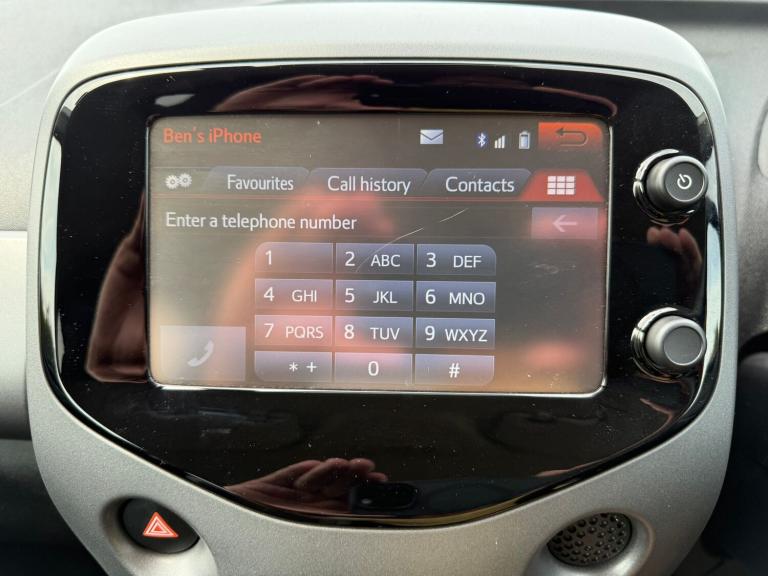 Ben's iPhone
Favourites Call history Contacts
Enter a telephone number
1 2 ABC 3 DEF
4 GHI 5 JKL 6 MNO
7 PQRS 8 TUV 9 WXYZ
* + 0 #